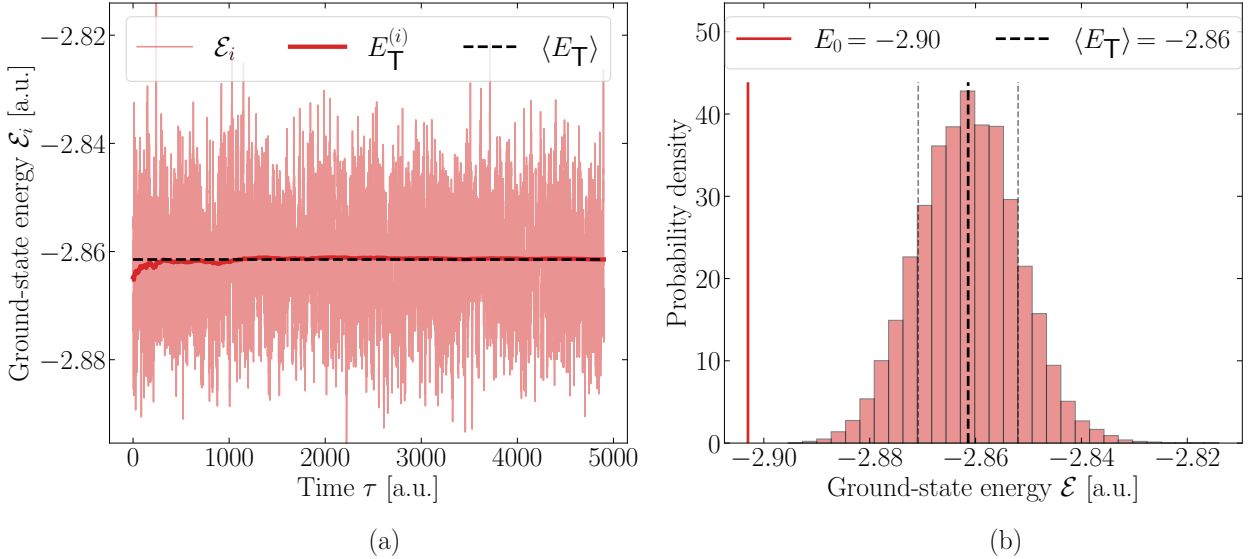 ℰᵢ E_T^(i) ⟨E_T⟩
−2.82
−2.84
−2.86
−2.88
Ground-state energy ℰᵢ [a.u.]
0 1000 2000 3000 4000 5000
Time τ [a.u.]
(a)
E₀ = −2.90 ⟨E_T⟩ = −2.86
50
40
30
20
10
0
Probability density
−2.90 −2.88 −2.86 −2.84 −2.82
Ground-state energy ℰ [a.u.]
(b)